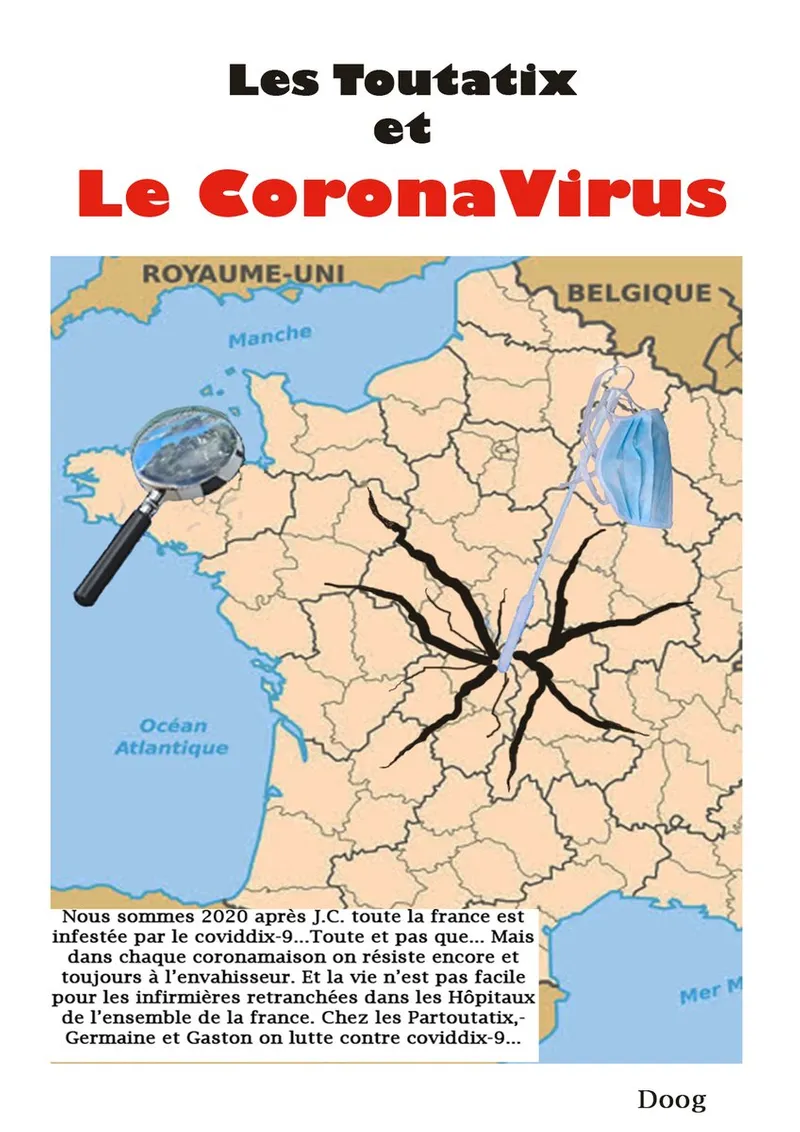 Les Toutatix
et
Le CoronaVirus
ROYAUME-UNI
BELGIQUE
Manche
Océan
Atlantique
Nous sommes 2020 après J.C. toute la france est
infestée par le coviddix-9...Toute et pas que... Mais
dans chaque coronamaison on résiste encore et
toujours à l'envahisseur. Et la vie n'est pas facile
pour les infirmières retranchées dans les Hôpitaux
de l'ensemble de la france. Chez les Partoutatix,-
Germaine et Gaston on lutte contre coviddix-9...
Mer M
Doog